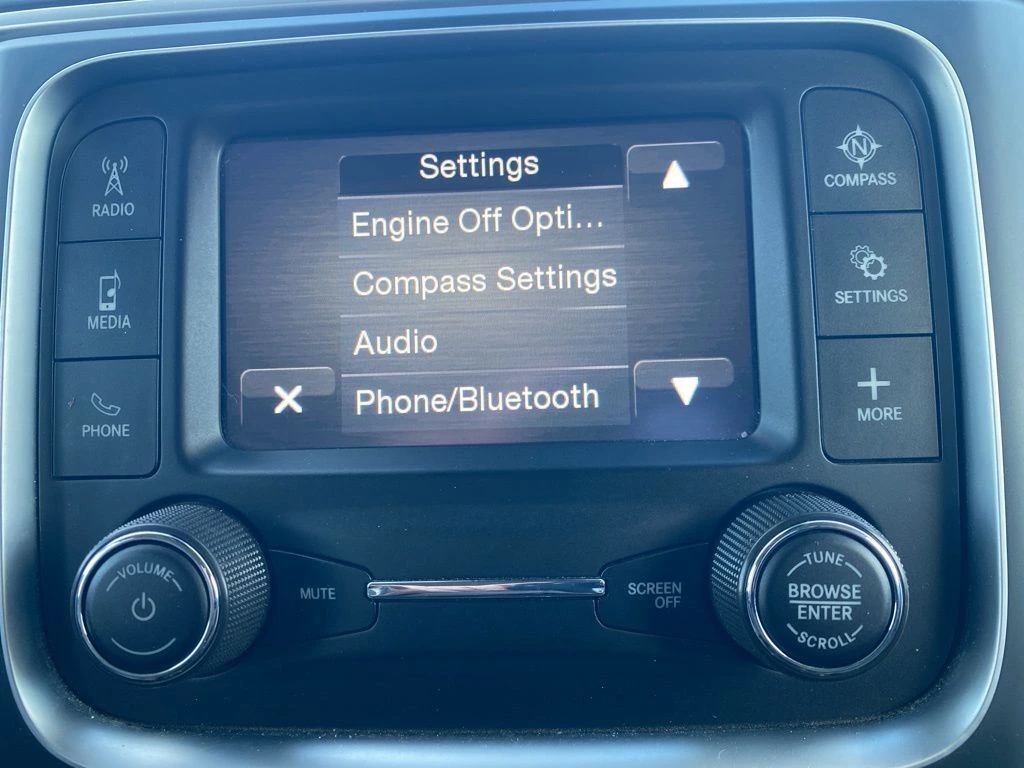 RADIO
MEDIA
PHONE
Settings
Engine Off Opti...
Compass Settings
Audio
Phone/Bluetooth
N
COMPASS
SETTINGS
MORE
VOLUME
MUTE
SCREEN
OFF
TUNE
BROWSE
ENTER
SCROLL